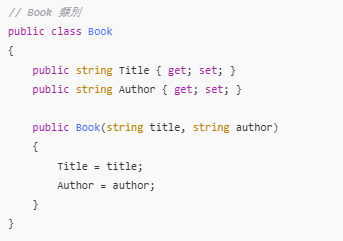 // Book 類別
public class Book
{
    public string Title { get; set; }
    public string Author { get; set; }

    public Book(string title, string author)
    {
        Title = title;
        Author = author;
    }
}